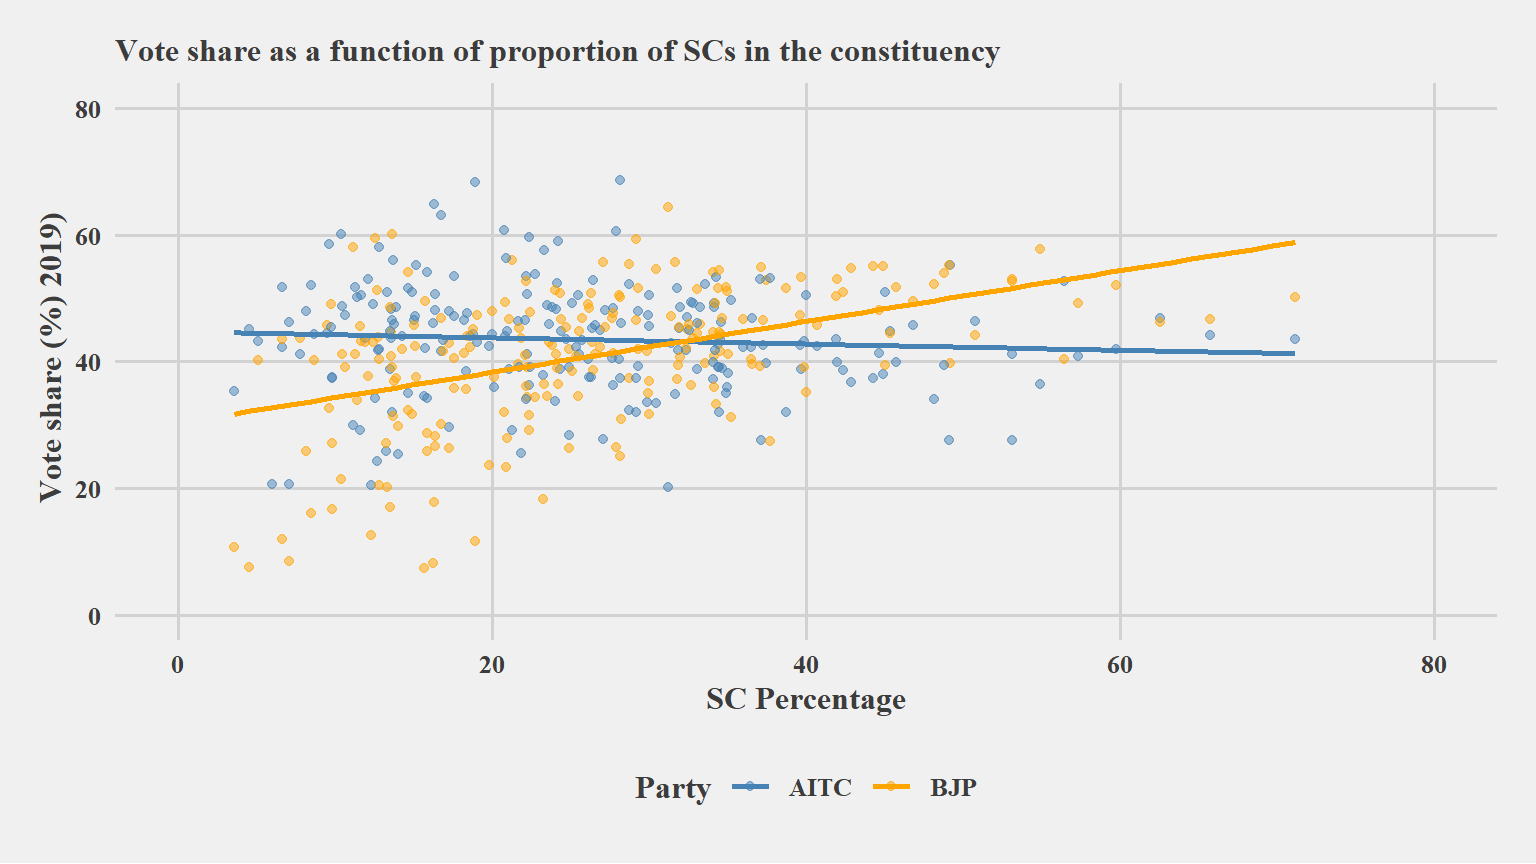 Vote share as a function of proportion of SCs in the constituency
Vote share (%) 2019)
80
60
40
20
0
0 20 40 60 80
SC Percentage
Party AITC BJP